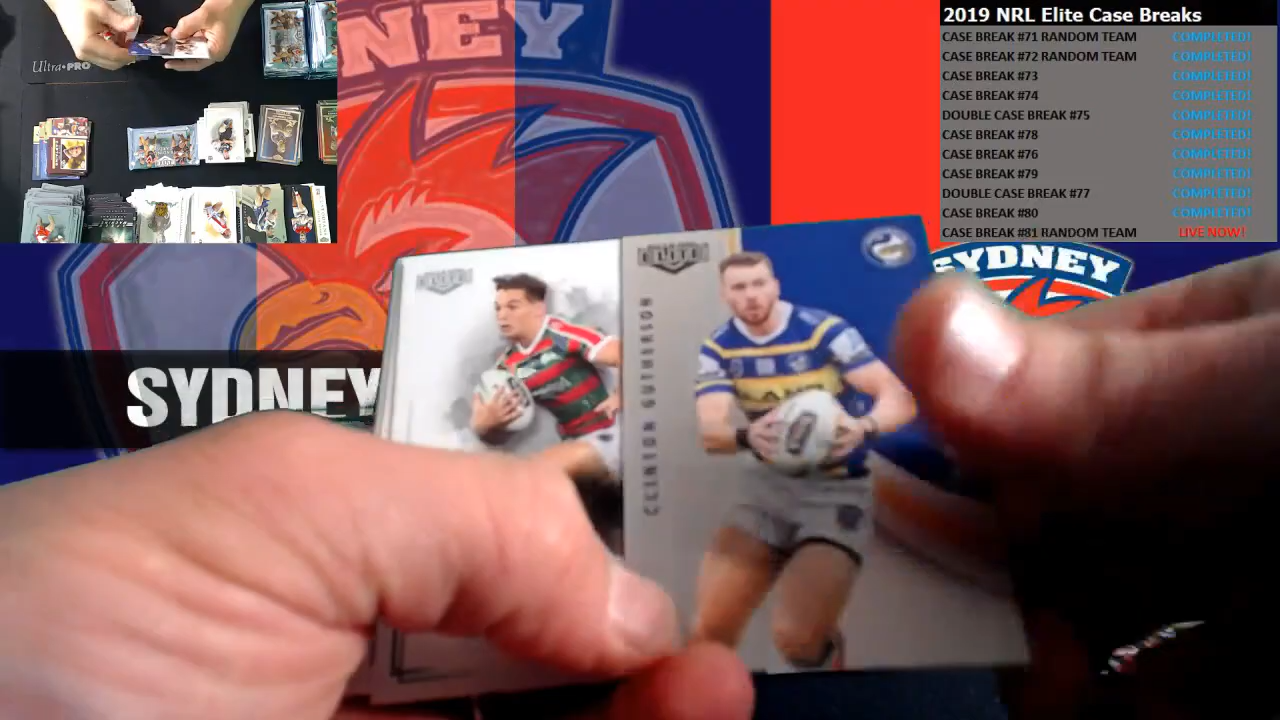 2019 NRL Elite Case Breaks
CASE BREAK #71 RANDOM TEAM COMPLETED!
CASE BREAK #72 RANDOM TEAM COMPLETED!
CASE BREAK #73 COMPLETED!
CASE BREAK #74 COMPLETED!
DOUBLE CASE BREAK #75 COMPLETED!
CASE BREAK #78 COMPLETED!
CASE BREAK #76 COMPLETED!
CASE BREAK #79 COMPLETED!
DOUBLE CASE BREAK #77 COMPLETED!
CASE BREAK #80 COMPLETED!
CASE BREAK #81 RANDOM TEAM LIVE NOW!
Ultra PRO
NEY
SYDNEY
SYDNEY
CLINTON GUTHERSON